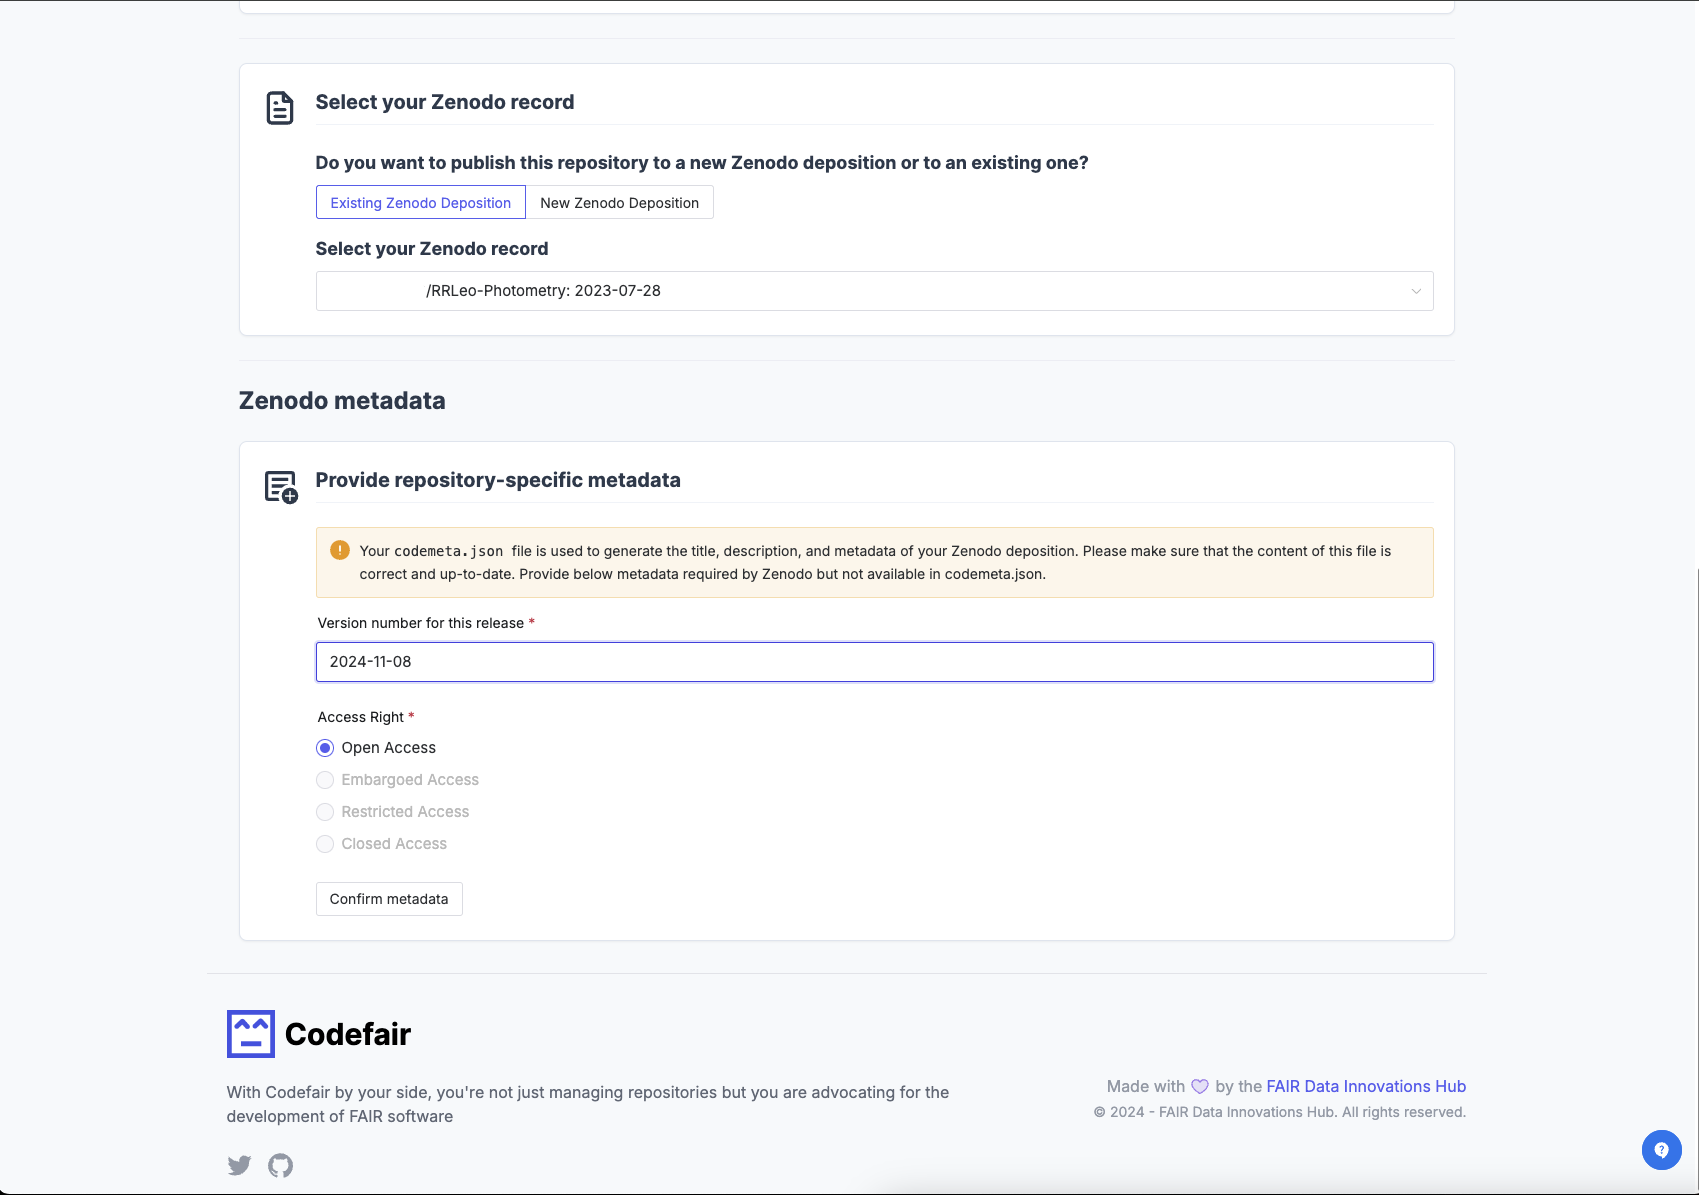 Select your Zenodo record
Do you want to publish this repository to a new Zenodo deposition or to an existing one?
Existing Zenodo Deposition
New Zenodo Deposition
Select your Zenodo record
/RRLeo-Photometry: 2023-07-28
Zenodo metadata
Provide repository-specific metadata
Your codemeta.json file is used to generate the title, description, and metadata of your Zenodo deposition. Please make sure that the content of this file is
correct and up-to-date. Provide below metadata required by Zenodo but not available in codemeta.json.
Version number for this release *
2024-11-08
Access Right *
Open Access
Embargoed Access
Restricted Access
Closed Access
Confirm metadata
Codefair
With Codefair by your side, you're not just managing repositories but you are advocating for the
development of FAIR software
Made with by the FAIR Data Innovations Hub
© 2024 - FAIR Data Innovations Hub. All rights reserved.